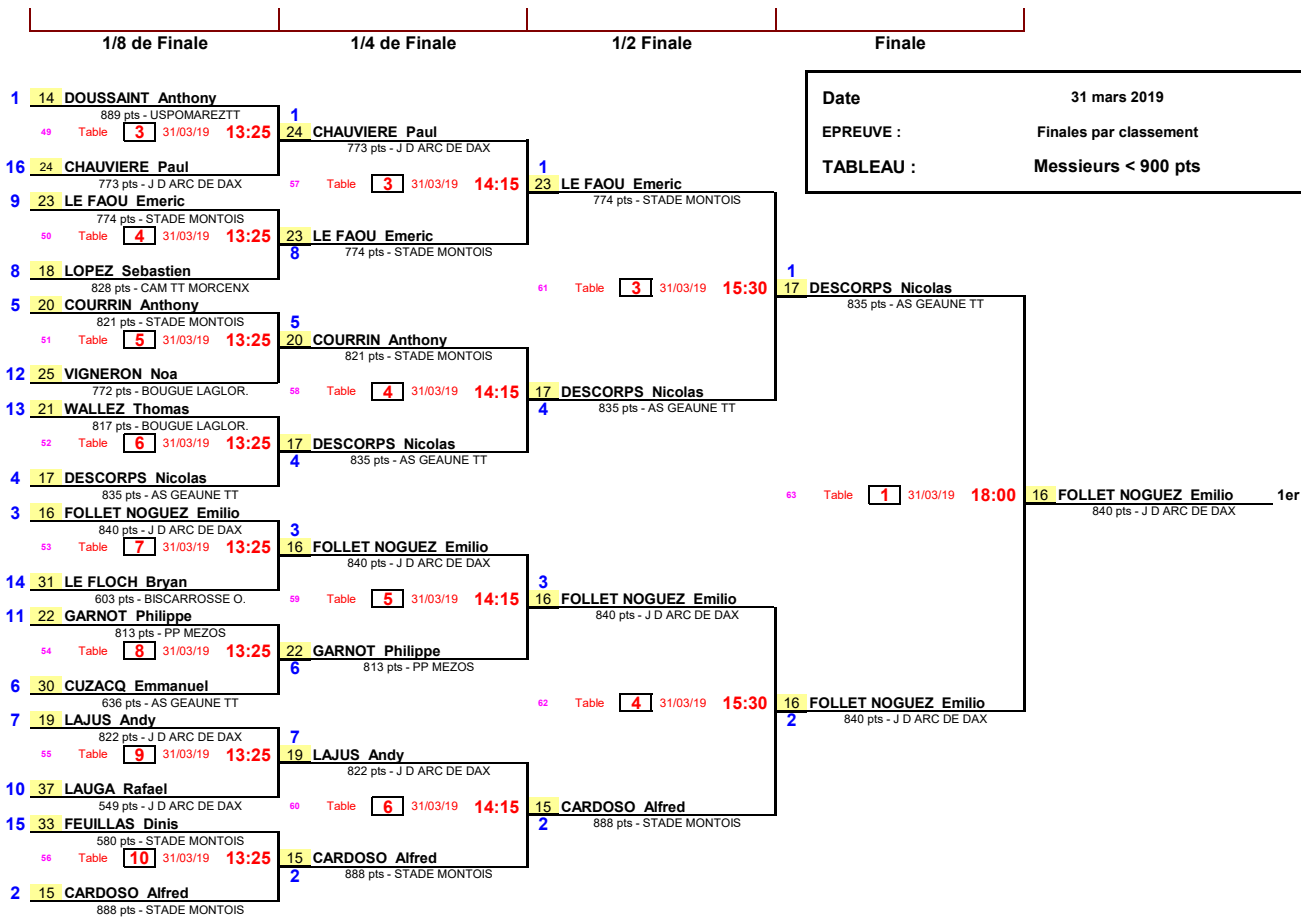 1/8 de Finale 1/4 de Finale 1/2 Finale Finale
Date 31 mars 2019
EPREUVE : Finales par classement
TABLEAU : Messieurs < 900 pts
1 14 DOUSSAINT Anthony
889 pts - USPOMAREZTT
49 Table 3 31/03/19 13:25
16 24 CHAUVIERE Paul
773 pts - J D ARC DE DAX
9 23 LE FAOU Emeric
774 pts - STADE MONTOIS
50 Table 4 31/03/19 13:25
8 18 LOPEZ Sebastien
828 pts - CAM TT MORCENX
5 20 COURRIN Anthony
821 pts - STADE MONTOIS
51 Table 5 31/03/19 13:25
12 25 VIGNERON Noa
772 pts - BOUGUE LAGLOR.
13 21 WALLEZ Thomas
817 pts - BOUGUE LAGLOR.
52 Table 6 31/03/19 13:25
4 17 DESCORPS Nicolas
835 pts - AS GEAUNE TT
3 16 FOLLET NOGUEZ Emilio
840 pts - J D ARC DE DAX
53 Table 7 31/03/19 13:25
14 31 LE FLOCH Bryan
603 pts - BISCARROSSE O.
11 22 GARNOT Philippe
813 pts - PP MEZOS
54 Table 8 31/03/19 13:25
6 30 CUZACQ Emmanuel
636 pts - AS GEAUNE TT
7 19 LAJUS Andy
822 pts - J D ARC DE DAX
55 Table 9 31/03/19 13:25
10 37 LAUGA Rafael
549 pts - J D ARC DE DAX
15 33 FEUILLAS Dinis
580 pts - STADE MONTOIS
56 Table 10 31/03/19 13:25
2 15 CARDOSO Alfred
888 pts - STADE MONTOIS
1
24 CHAUVIERE Paul
773 pts - J D ARC DE DAX
57 Table 3 31/03/19 14:15
23 LE FAOU Emeric
8 774 pts - STADE MONTOIS
5
20 COURRIN Anthony
821 pts - STADE MONTOIS
58 Table 4 31/03/19 14:15
17 DESCORPS Nicolas
4 835 pts - AS GEAUNE TT
3
16 FOLLET NOGUEZ Emilio
840 pts - J D ARC DE DAX
59 Table 5 31/03/19 14:15
22 GARNOT Philippe
6 813 pts - PP MEZOS
7
19 LAJUS Andy
822 pts - J D ARC DE DAX
60 Table 6 31/03/19 14:15
15 CARDOSO Alfred
2 888 pts - STADE MONTOIS
1
23 LE FAOU Emeric
774 pts - STADE MONTOIS
61 Table 3 31/03/19 15:30
17 DESCORPS Nicolas
4 835 pts - AS GEAUNE TT
3
16 FOLLET NOGUEZ Emilio
840 pts - J D ARC DE DAX
62 Table 4 31/03/19 15:30
15 CARDOSO Alfred
2 888 pts - STADE MONTOIS
1
17 DESCORPS Nicolas
835 pts - AS GEAUNE TT
63 Table 1 31/03/19 18:00
16 FOLLET NOGUEZ Emilio
2 840 pts - J D ARC DE DAX
16 FOLLET NOGUEZ Emilio 1er
840 pts - J D ARC DE DAX